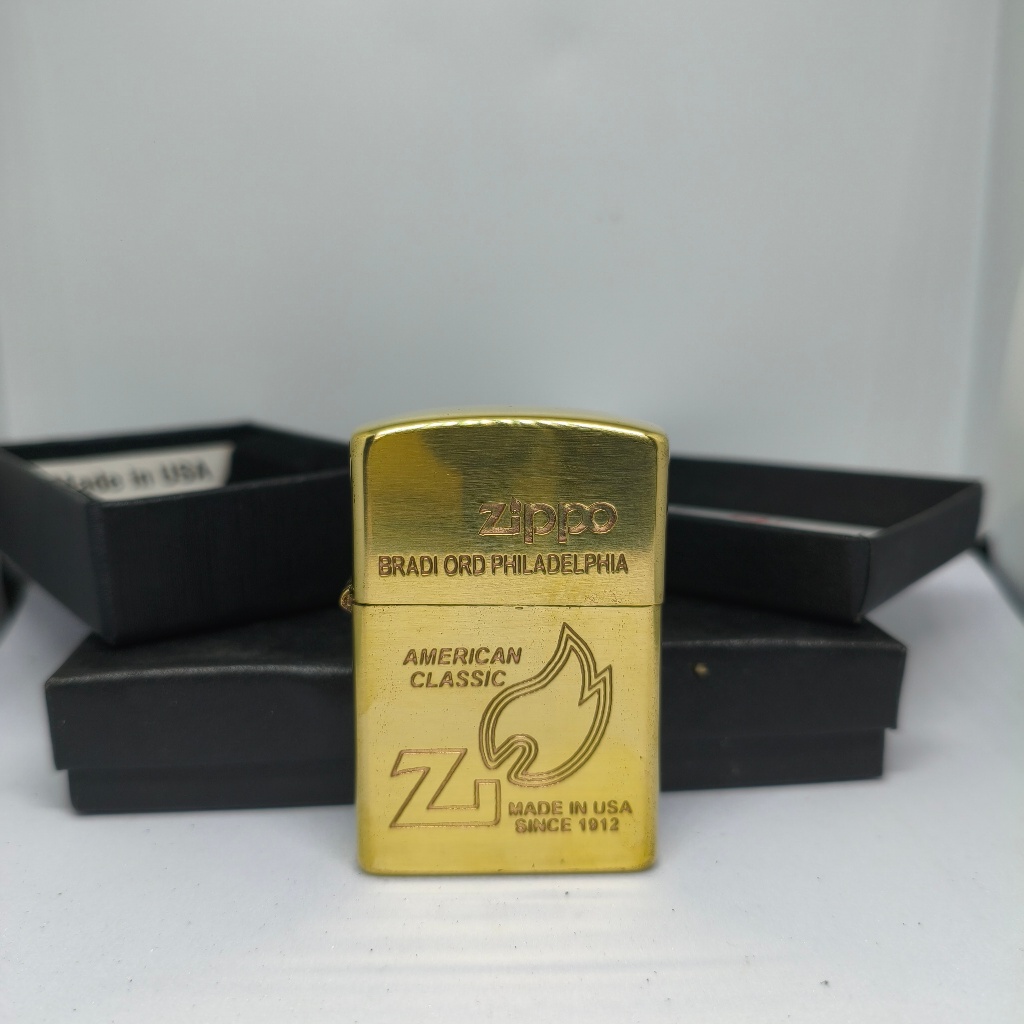 Made in USA
Zippo
BRADI ORD PHILADELPHIA
AMERICAN
CLASSIC
Z
MADE IN USA
SINCE 1912